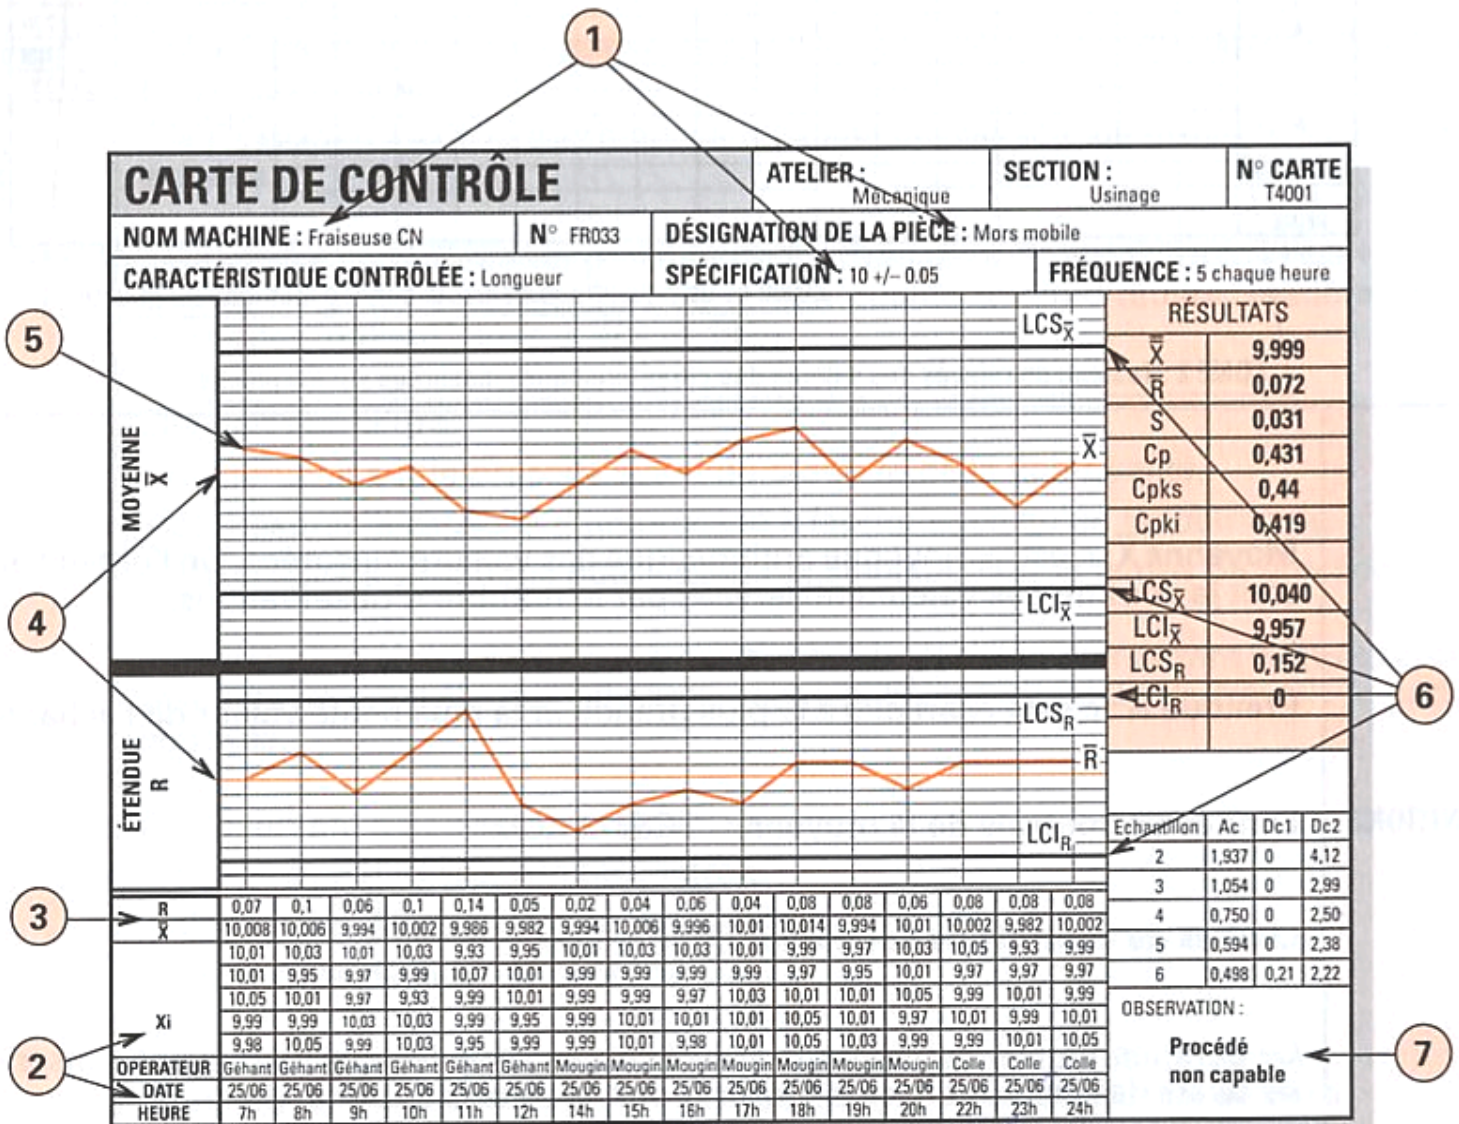 1
CARTE DE CONTRÔLE
ATELIER : Mécanique
SECTION : Usinage
N° CARTE T4001
NOM MACHINE : Fraiseuse CN
N° FR033
DÉSIGNATION DE LA PIÈCE : Mors mobile
CARACTÉRISTIQUE CONTRÔLÉE : Longueur
SPÉCIFICATION : 10 +/– 0.05
FRÉQUENCE : 5 chaque heure
5
4
MOYENNE X̿
LCS X̄
X̿
LCI X̄
ÉTENDUE R
LCS R
R̄
LCI R
RÉSULTATS
X̿ 9,999
R̄ 0,072
S 0,031
Cp 0,431
Cpks 0,44
Cpki 0,419
LCS X̄ 10,040
LCI X̄ 9,957
LCS R 0,152
LCI R 0
6
Echantillon Ac Dc1 Dc2
2 1,937 0 4,12
3 1,054 0 2,99
4 0,750 0 2,50
5 0,594 0 2,38
6 0,498 0,21 2,22
OBSERVATION :
Procédé
non capable
7
3
R 0,07 0,1 0,06 0,1 0,14 0,05 0,02 0,04 0,06 0,04 0,08 0,08 0,06 0,08 0,08 0,08
X̄ 10,008 10,006 9,994 10,002 9,986 9,982 9,994 10,006 9,996 10,01 10,014 9,994 10,01 10,002 9,982 10,002
10,01 10,03 10,01 10,03 9,93 9,95 10,01 10,03 10,03 10,01 9,99 9,97 10,03 10,05 9,93 9,99
10,01 9,95 9,97 9,99 10,07 10,01 9,99 9,99 9,99 9,99 9,97 9,95 10,01 9,97 9,97 9,97
10,05 10,01 9,97 9,93 9,99 10,01 9,99 9,99 9,97 10,03 10,01 10,01 10,05 9,99 10,01 9,99
Xi 9,99 9,99 10,03 10,03 9,99 9,95 9,99 10,01 10,01 10,01 10,05 10,01 9,97 10,01 9,99 10,01
9,98 10,05 9,99 10,03 9,95 9,99 9,99 10,01 9,98 10,01 10,05 10,03 9,99 9,99 10,01 10,05
2
OPERATEUR Géhant Géhant Géhant Géhant Géhant Géhant Mougin Mougin Mougin Mougin Mougin Mougin Mougin Colle Colle Colle
DATE 25/06 25/06 25/06 25/06 25/06 25/06 25/06 25/06 25/06 25/06 25/06 25/06 25/06 25/06 25/06 25/06
HEURE 7h 8h 9h 10h 11h 12h 14h 15h 16h 17h 18h 19h 20h 22h 23h 24h